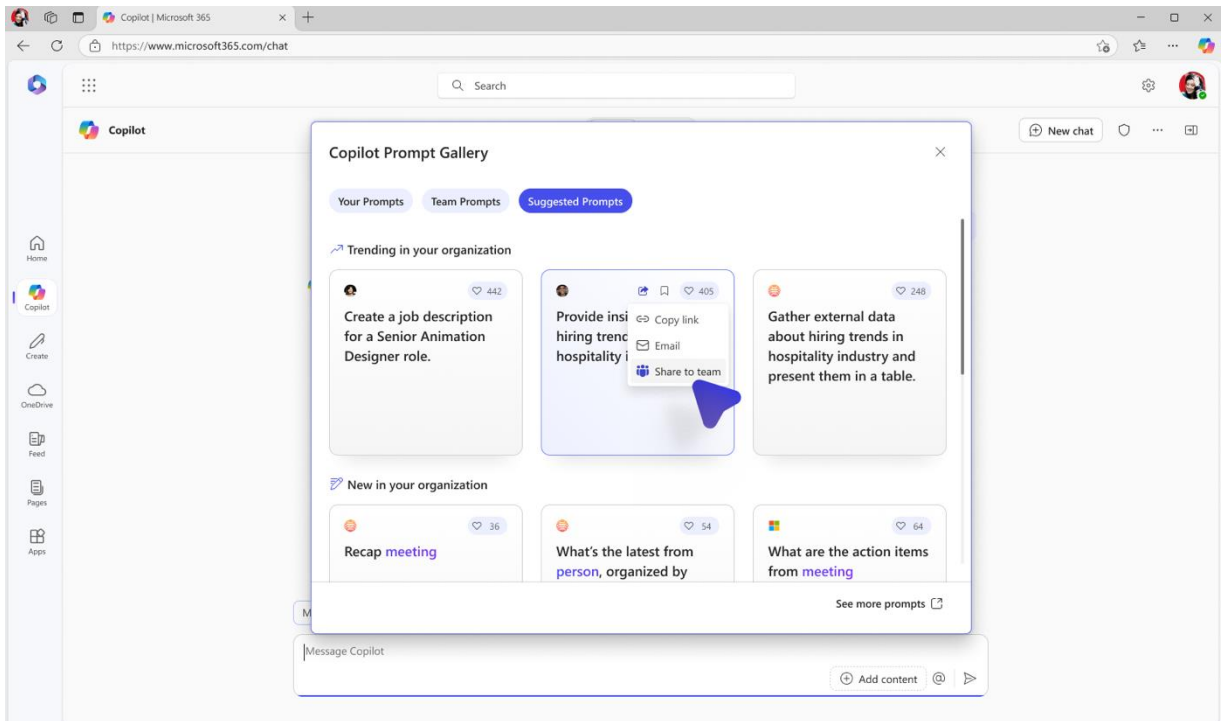 Copilot | Microsoft 365
https://www.microsoft365.com/chat
Search
Copilot
New chat
Home
Copilot
Create
OneDrive
Feed
Pages
Apps
Copilot Prompt Gallery
Your Prompts Team Prompts Suggested Prompts
Trending in your organization
442
Create a job description
for a Senior Animation
Designer role.
405
Provide insi
hiring trend
hospitality i
Copy link
Email
Share to team
248
Gather external data
about hiring trends in
hospitality industry and
present them in a table.
New in your organization
36
Recap meeting
54
What's the latest from
person, organized by
64
What are the action items
from meeting
See more prompts
M
Message Copilot
Add content